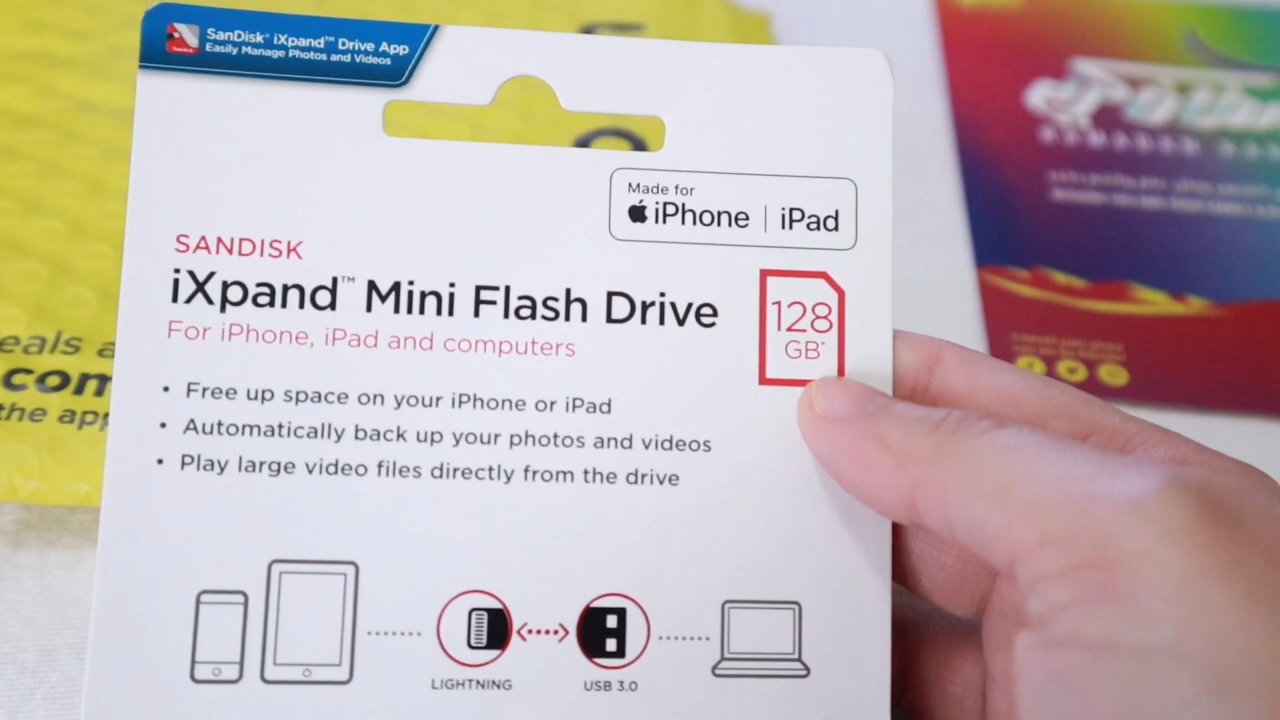 SanDisk® iXpand™ Drive App
Easily Manage Photos and Videos
Made for
iPhone | iPad
SANDISK
iXpand™ Mini Flash Drive
For iPhone, iPad and computers
128
GB*
• Free up space on your iPhone or iPad
• Automatically back up your photos and videos
• Play large video files directly from the drive
LIGHTNING
USB 3.0
eals a
com
the app